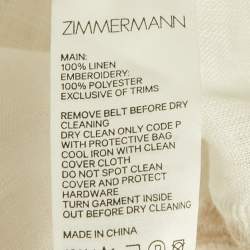 ZIMMERMANN
MAIN:
100% LINEN
EMBEROIDERY:
100% POLYESTER
EXCLUSIVE OF TRIMS
REMOVE BELT BEFORE DRY
CLEANING
DRY CLEAN ONLY CODE P
WITH PROTECTIVE BAG
COOL IRON WITH CLEAN
COVER CLOTH
DO NOT SPOT CLEAN
COVER AND PROTECT
HARDWARE
TURN GARMENT INSIDE
OUT BEFORE DRY CLEANING
MADE IN CHINA